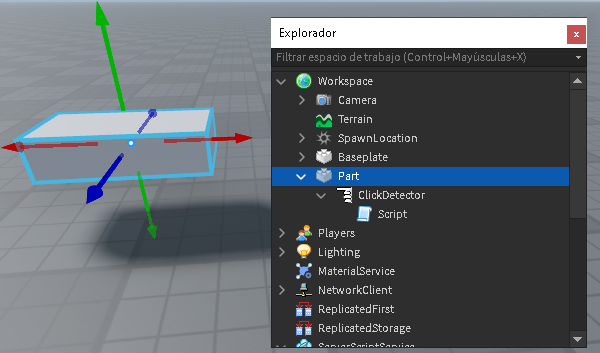 Explorador
x
Filtrar espacio de trabajo (Control+Mayúsculas+X)
Workspace
Camera
Terrain
SpawnLocation
Baseplate
Part
ClickDetector
Script
Players
Lighting
MaterialService
NetworkClient
ReplicatedFirst
ReplicatedStorage
ServerScriptService